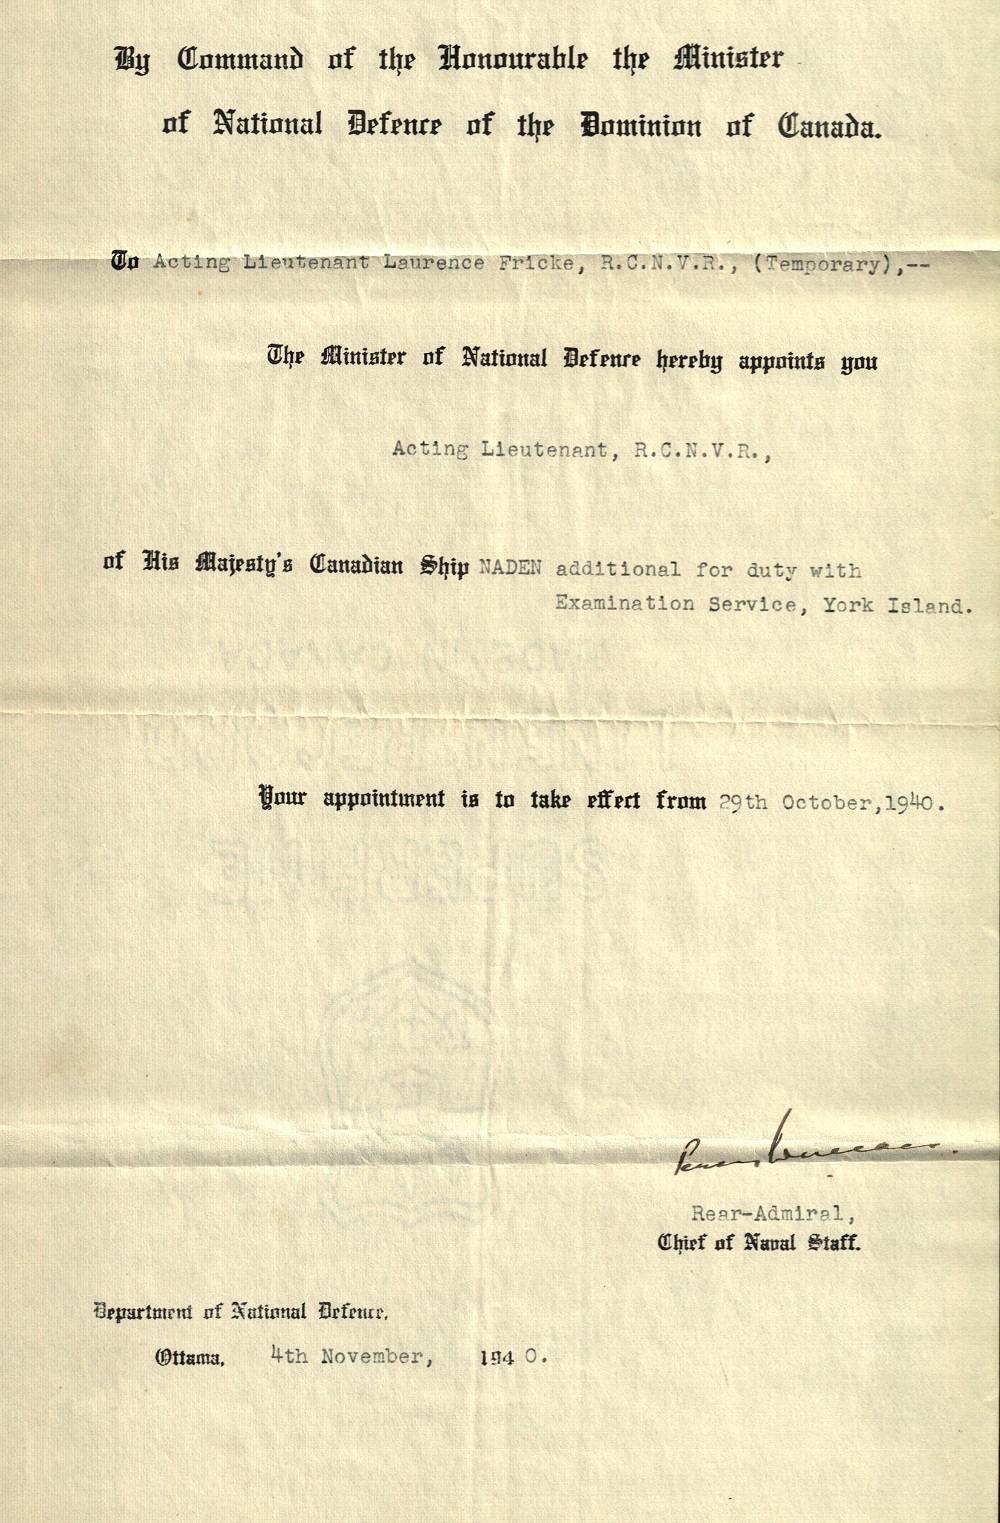 By Command of the Honourable the Minister
of National Defence of the Dominion of Canada.
To Acting Lieutenant Laurence Fricke, R.C.N.V.R., (Temporary),--
The Minister of National Defence hereby appoints you
Acting Lieutenant, R.C.N.V.R.,
of His Majesty's Canadian Ship NADEN additional for duty with
Examination Service, York Island.
Your appointment is to take effect from 29th October,1940.
Rear-Admiral,
Chief of Naval Staff.
Department of National Defence,
Ottawa, 4th November, 1940.